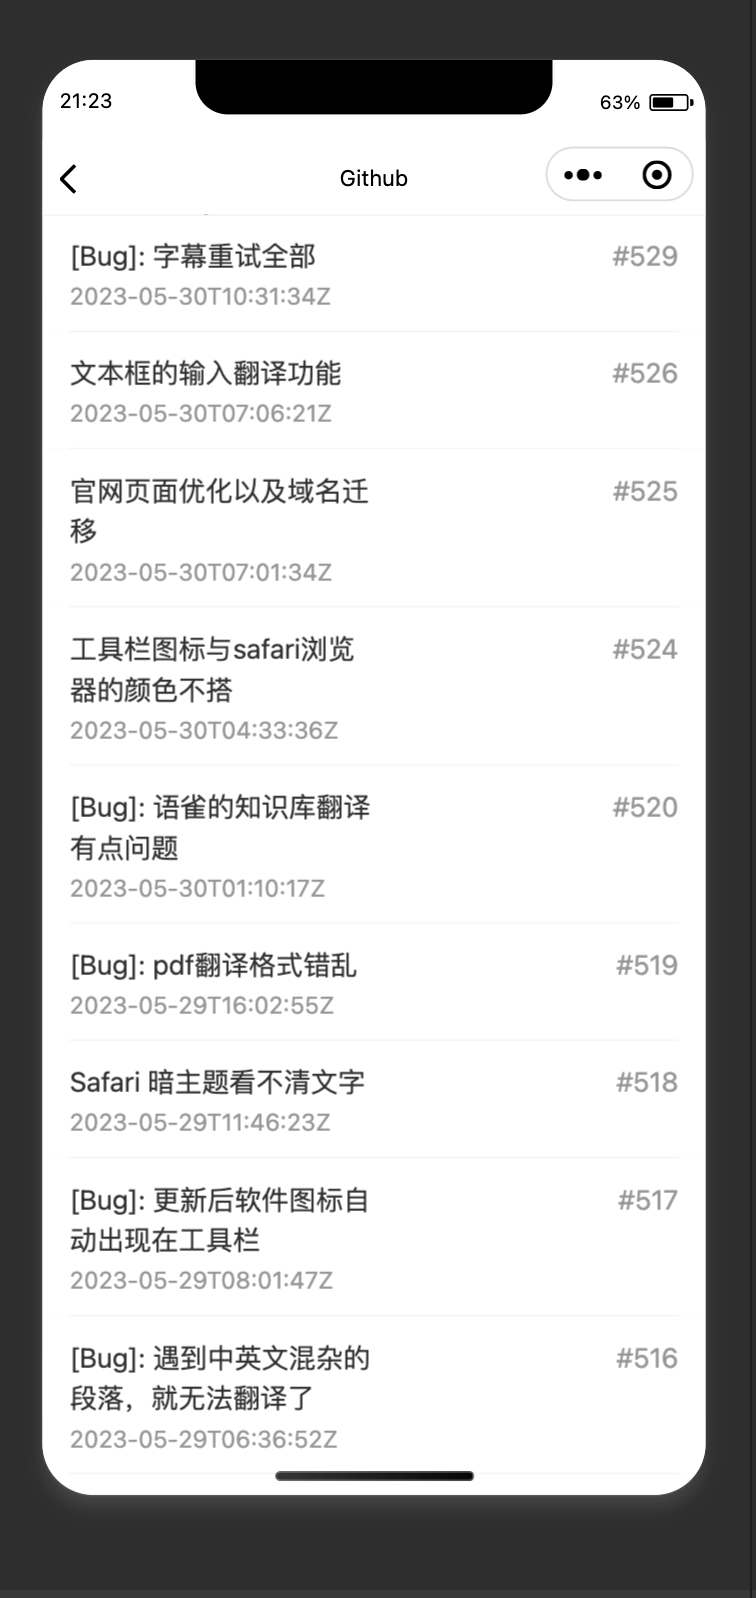 21:23
63%
Github
[Bug]: 字幕重试全部
#529
2023-05-30T10:31:34Z
文本框的输入翻译功能
#526
2023-05-30T07:06:21Z
官网页面优化以及域名迁
#525
移
2023-05-30T07:01:34Z
工具栏图标与safari浏览
#524
器的颜色不搭
2023-05-30T04:33:36Z
[Bug]: 语雀的知识库翻译
#520
有点问题
2023-05-30T01:10:17Z
[Bug]: pdf翻译格式错乱
#519
2023-05-29T16:02:55Z
Safari 暗主题看不清文字
#518
2023-05-29T11:46:23Z
[Bug]: 更新后软件图标自
#517
动出现在工具栏
2023-05-29T08:01:47Z
[Bug]: 遇到中英文混杂的
#516
段落，就无法翻译了
2023-05-29T06:36:52Z